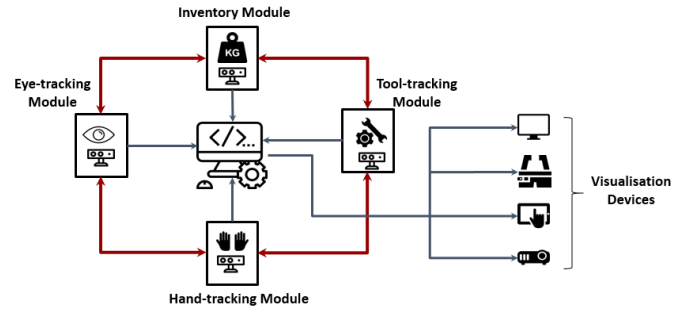 Inventory Module
KG
Eye-tracking
Module
Tool-tracking
Module
</>...
Visualisation
Devices
Hand-tracking Module